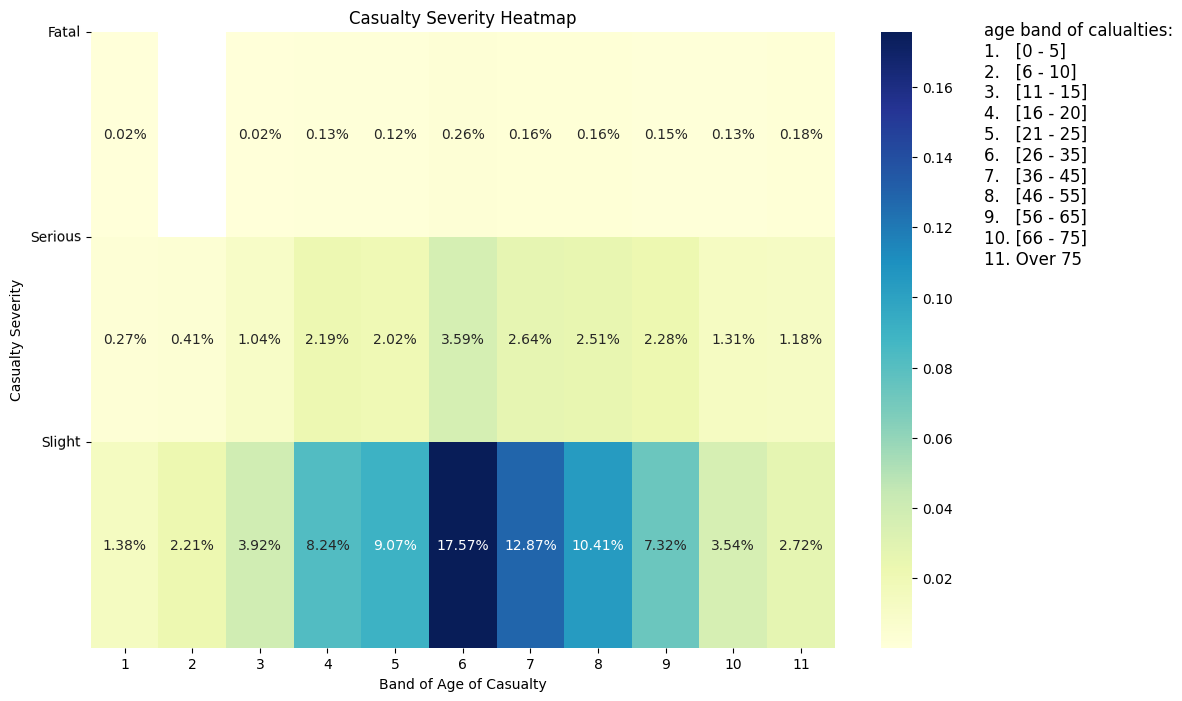 Casualty Severity Heatmap
Fatal
0.02% 0.02% 0.13% 0.12% 0.26% 0.16% 0.16% 0.15% 0.13% 0.18%
Serious
0.27% 0.41% 1.04% 2.19% 2.02% 3.59% 2.64% 2.51% 2.28% 1.31% 1.18%
Slight
1.38% 2.21% 3.92% 8.24% 9.07% 17.57% 12.87% 10.41% 7.32% 3.54% 2.72%
1 2 3 4 5 6 7 8 9 10 11
Band of Age of Casualty
Casualty Severity
0.16
0.14
0.12
0.10
0.08
0.06
0.04
0.02
age band of calualties:
1. [0 - 5]
2. [6 - 10]
3. [11 - 15]
4. [16 - 20]
5. [21 - 25]
6. [26 - 35]
7. [36 - 45]
8. [46 - 55]
9. [56 - 65]
10. [66 - 75]
11. Over 75